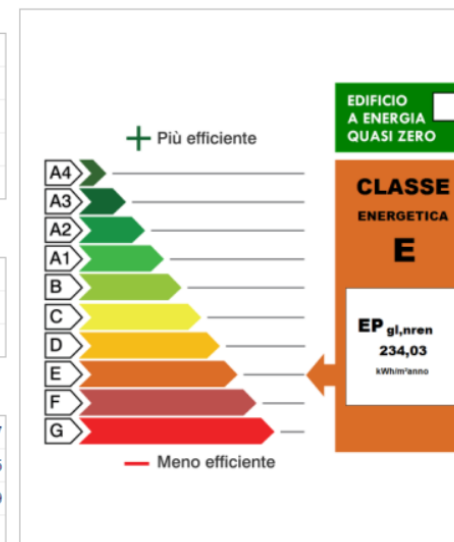 EDIFICIO
A ENERGIA
QUASI ZERO
Più efficiente
A4
A3
A2
A1
B
C
D
E
F
G
Meno efficiente
CLASSE
ENERGETICA
E
EP gl,nren
234,03
kWh/m²anno